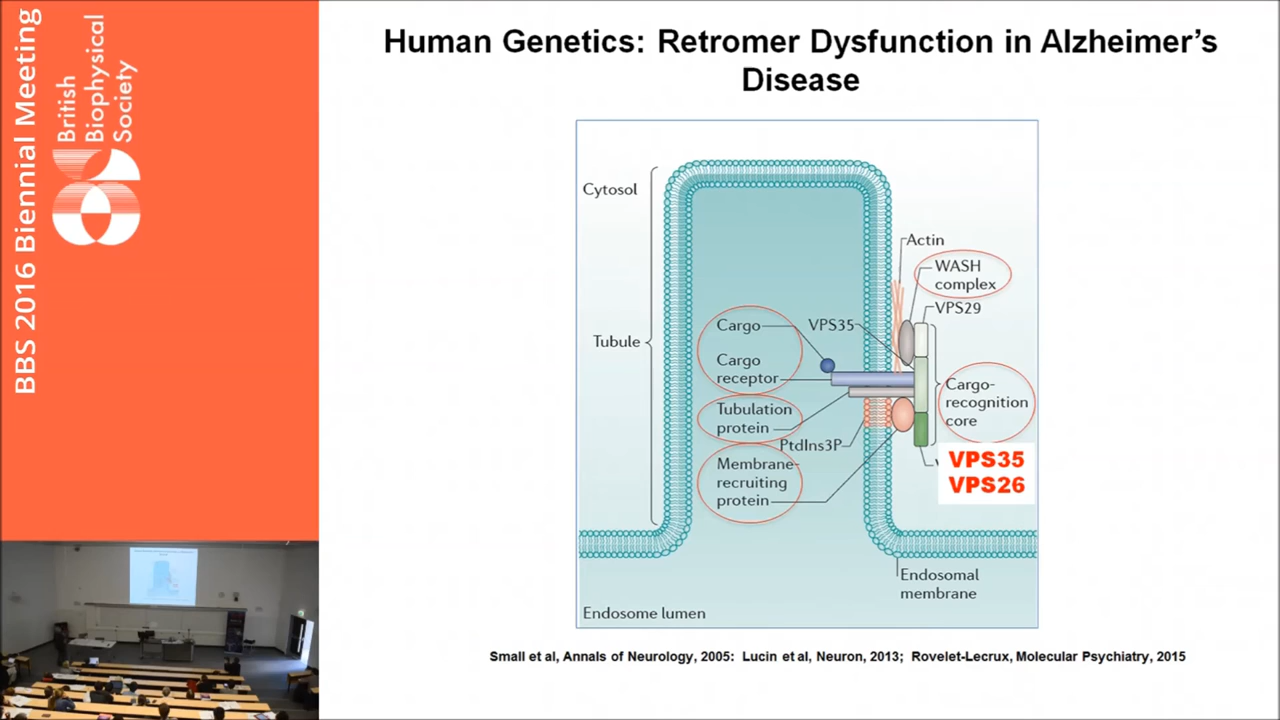 BBS 2016 Biennial Meeting
British
Biophysical
Society
Human Genetics: Retromer Dysfunction in Alzheimer's
Disease
Cytosol
Actin
WASH
complex
VPS29
Tubule
Cargo
VPS35
Cargo
receptor
Cargo-
recognition
core
Tubulation
protein
PtdIns3P
Membrane-
recruiting
protein
VPS35
VPS26
Endosomal
membrane
Endosome lumen
Small et al, Annals of Neurology, 2005: Lucin et al, Neuron, 2013; Rovelet-Lecrux, Molecular Psychiatry, 2015